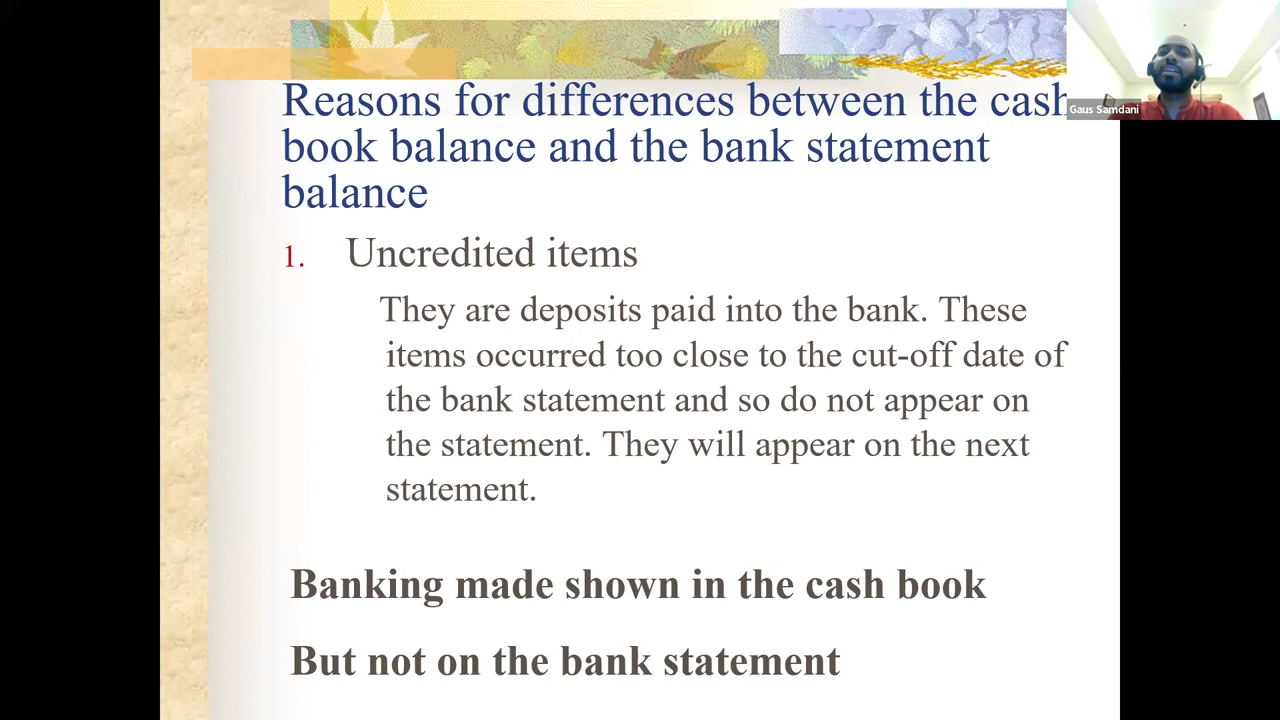 Reasons for differences between the cash
book balance and the bank statement
balance
Gaus Samdani
1. Uncredited items
They are deposits paid into the bank. These
items occurred too close to the cut-off date of
the bank statement and so do not appear on
the statement. They will appear on the next
statement.
Banking made shown in the cash book
But not on the bank statement